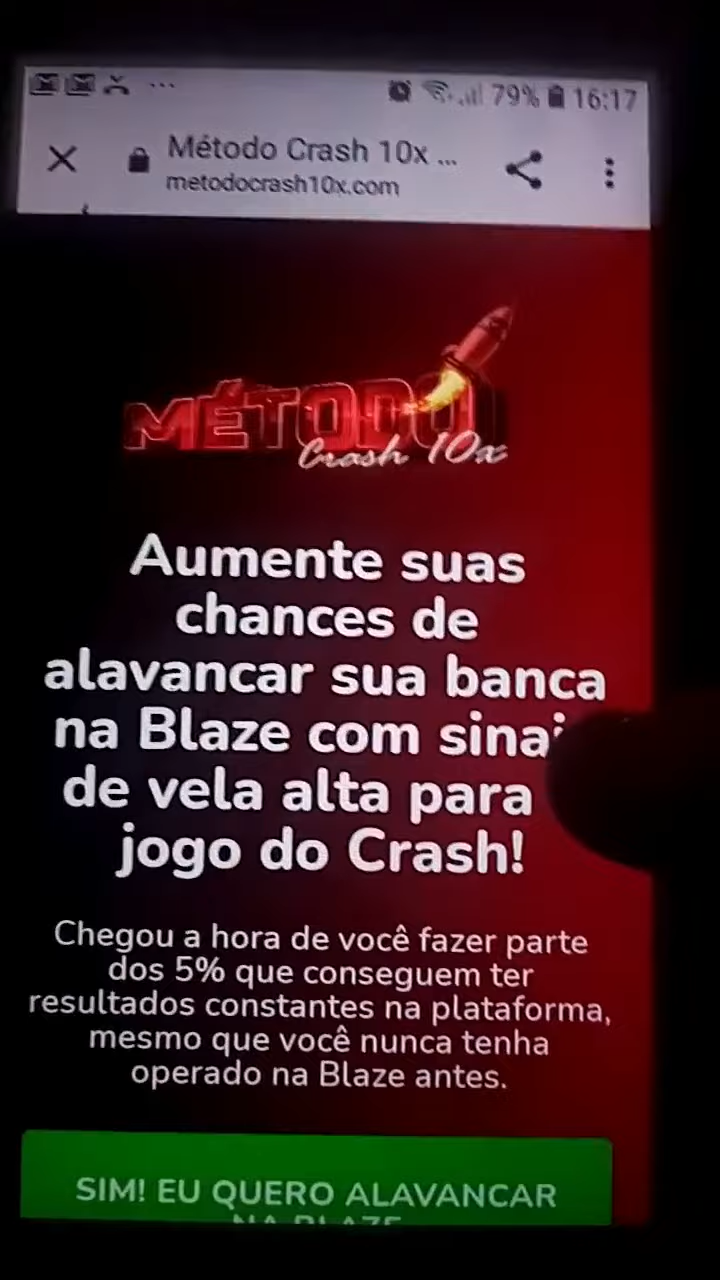 79% 16:17
Método Crash 10x ...
metodocrash10x.com
MÉTODO
Crash 10x
Aumente suas
chances de
alavancar sua banca
na Blaze com
de vela alta para
jogo do Crash!
Chegou a hora de você fazer parte
dos 5% que conseguem ter
resultados constantes na plataforma,
mesmo que você nunca tenha
operado na Blaze antes.
SIM! EU QUERO ALAVANCAR
NA BLAZE